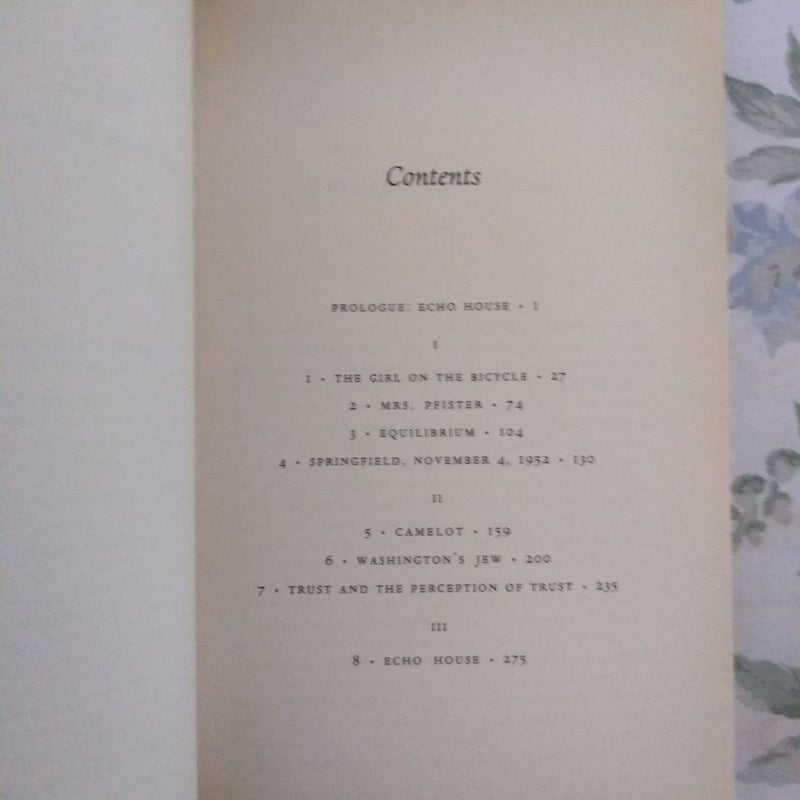 Contents
PROLOGUE: ECHO HOUSE · 1
I
1 · THE GIRL ON THE BICYCLE · 27
2 · MRS. PFISTER · 74
3 · EQUILIBRIUM · 104
4 · SPRINGFIELD, NOVEMBER 4, 1952 · 130
II
5 · CAMELOT · 159
6 · WASHINGTON'S JEW · 200
7 · TRUST AND THE PERCEPTION OF TRUST · 235
III
8 · ECHO HOUSE · 275